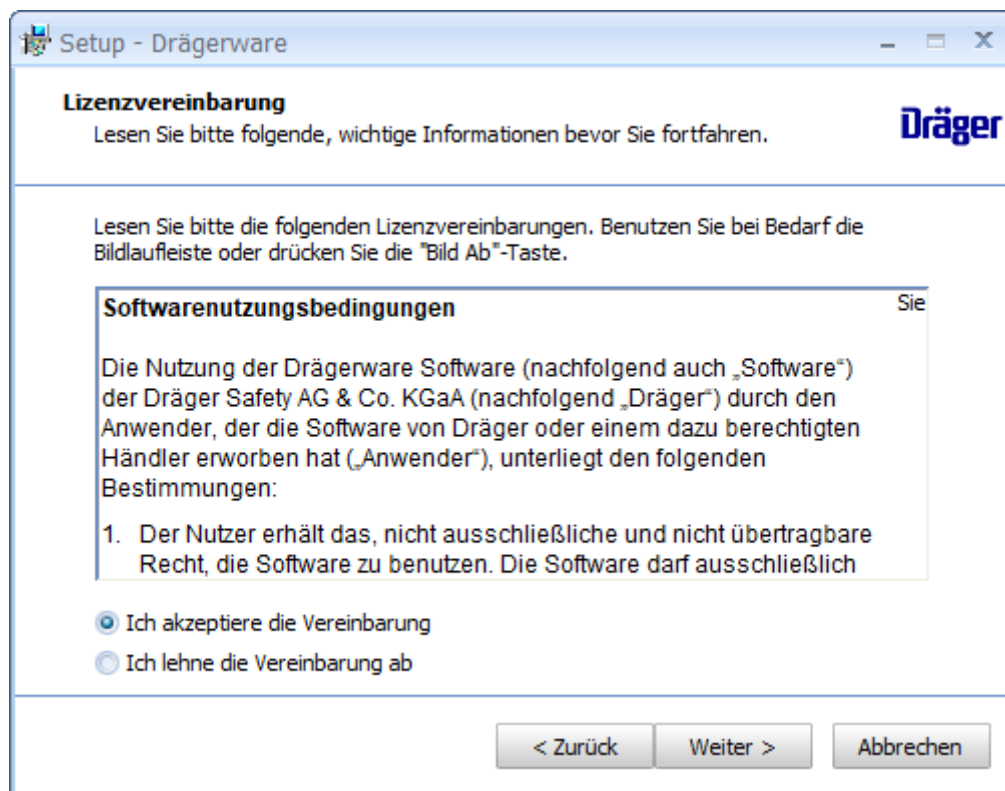 Setup - Drägerware
Lizenzvereinbarung
Lesen Sie bitte folgende, wichtige Informationen bevor Sie fortfahren.
Dräger
Lesen Sie bitte die folgenden Lizenzvereinbarungen. Benutzen Sie bei Bedarf die
Bildlaufleiste oder drücken Sie die "Bild Ab"-Taste.
Softwarenutzungsbedingungen Sie
Die Nutzung der Drägerware Software (nachfolgend auch „Software“)
der Dräger Safety AG & Co. KGaA (nachfolgend „Dräger“) durch den
Anwender, der die Software von Dräger oder einem dazu berechtigten
Händler erworben hat („Anwender“), unterliegt den folgenden
Bestimmungen:
1. Der Nutzer erhält das, nicht ausschließliche und nicht übertragbare
Recht, die Software zu benutzen. Die Software darf ausschließlich
Ich akzeptiere die Vereinbarung
Ich lehne die Vereinbarung ab
< Zurück Weiter > Abbrechen